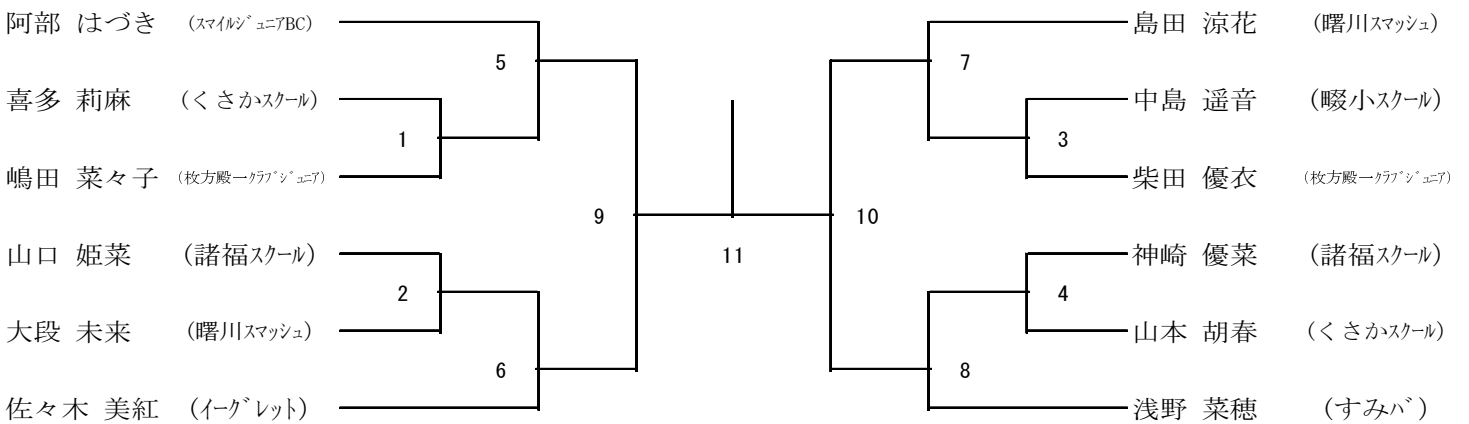 阿部 はづき (スマイルジュニアBC)
5
喜多 莉麻 (くさかスクール)
1
嶋田 菜々子 (枚方殿一クラブジュニア)
9
山口 姫菜 (諸福スクール)
2
大段 未来 (曙川スマッシュ)
6
佐々木 美紅 (イーグレット)
11
島田 涼花 (曙川スマッシュ)
7
中島 遥音 (畷小スクール)
3
柴田 優衣 (枚方殿一クラブジュニア)
10
神崎 優菜 (諸福スクール)
4
山本 胡春 (くさかスクール)
8
浅野 菜穂 (すみバ)